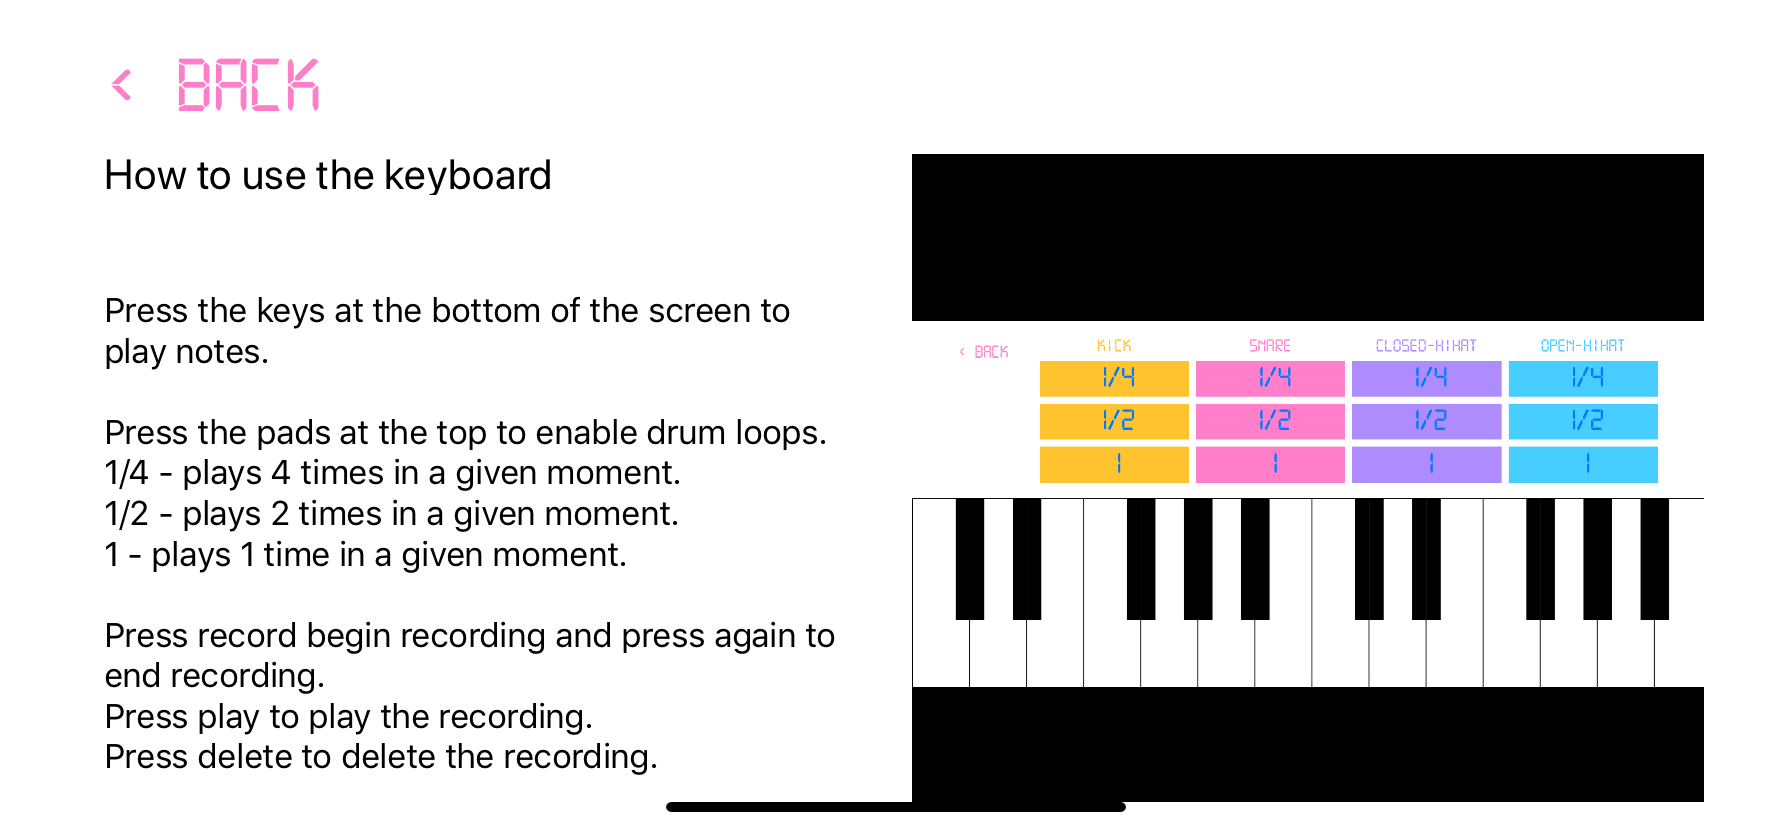 < BACK
How to use the keyboard
Press the keys at the bottom of the screen to
play notes.
Press the pads at the top to enable drum loops.
1/4 - plays 4 times in a given moment.
1/2 - plays 2 times in a given moment.
1 - plays 1 time in a given moment.
Press record begin recording and press again to
end recording.
Press play to play the recording.
Press delete to delete the recording.
< BACK KICK SNARE CLOSED-HIHAT OPEN-HIHAT
1/4 1/4 1/4 1/4
1/2 1/2 1/2 1/2
1 1 1 1